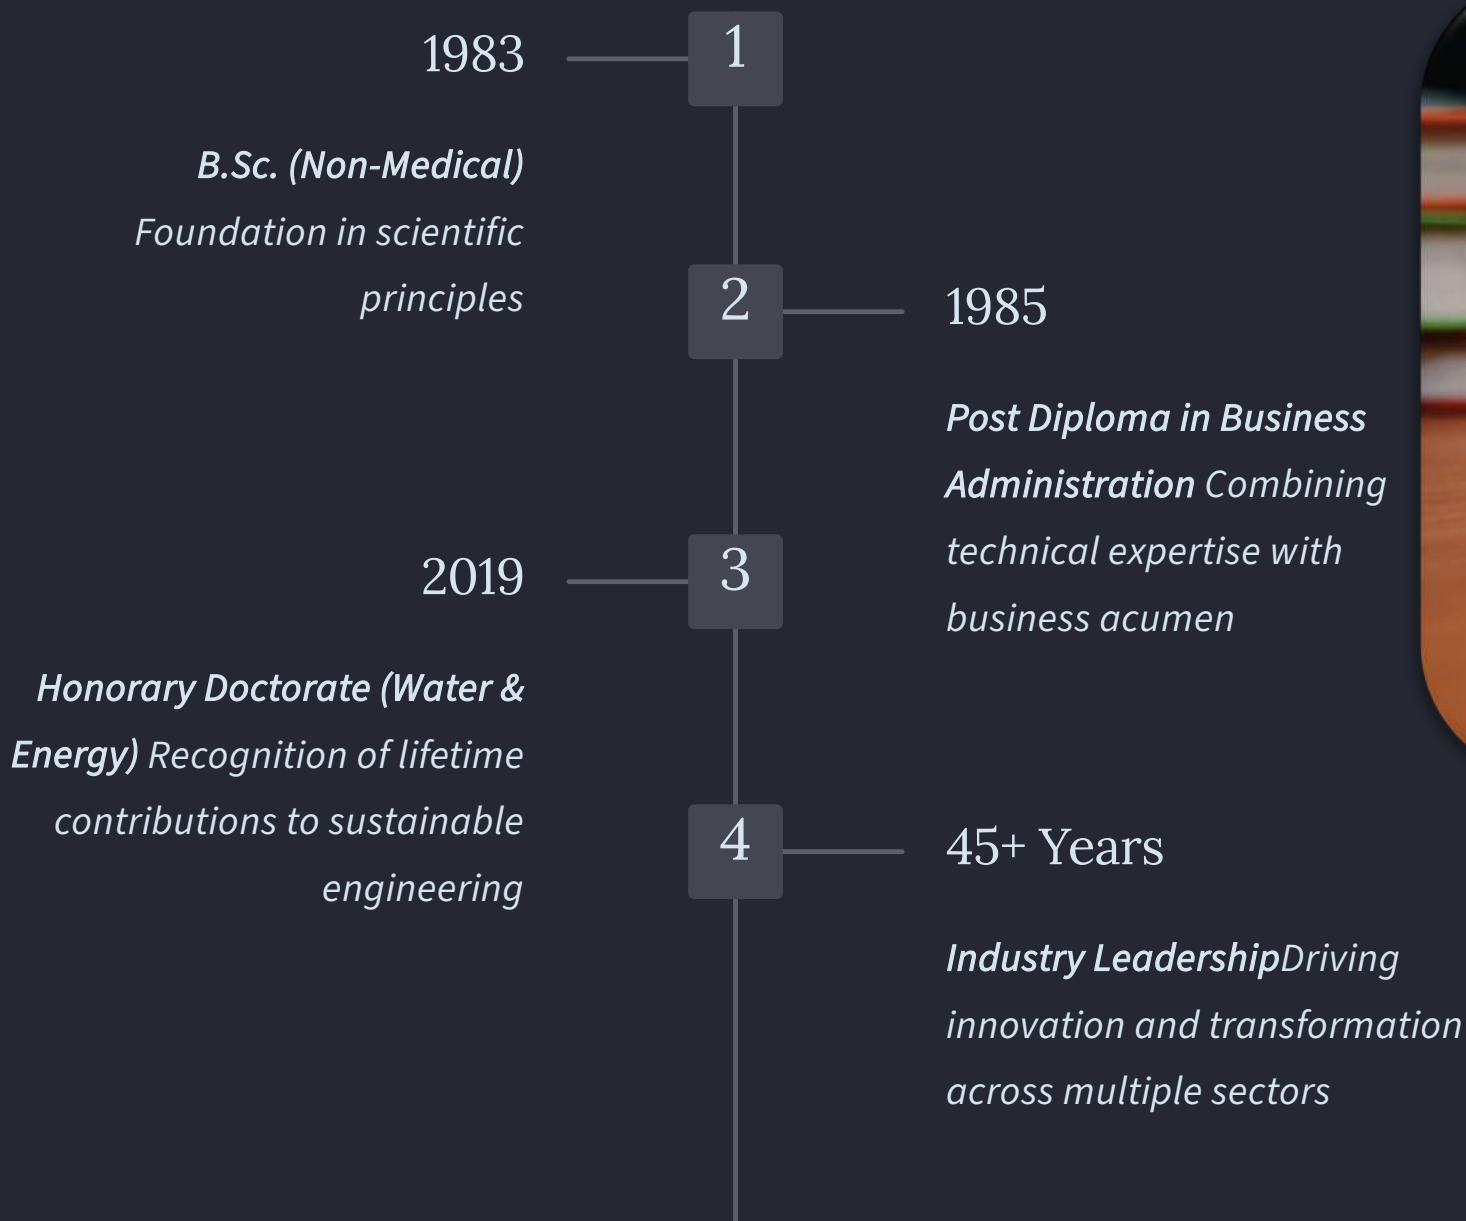 1983
1
B.Sc. (Non-Medical)
Foundation in scientific
principles
2
1985
Post Diploma in Business
Administration Combining
technical expertise with
business acumen
2019
3
Honorary Doctorate (Water &
Energy) Recognition of lifetime
contributions to sustainable
engineering
4
45+ Years
Industry LeadershipDriving
innovation and transformation
across multiple sectors